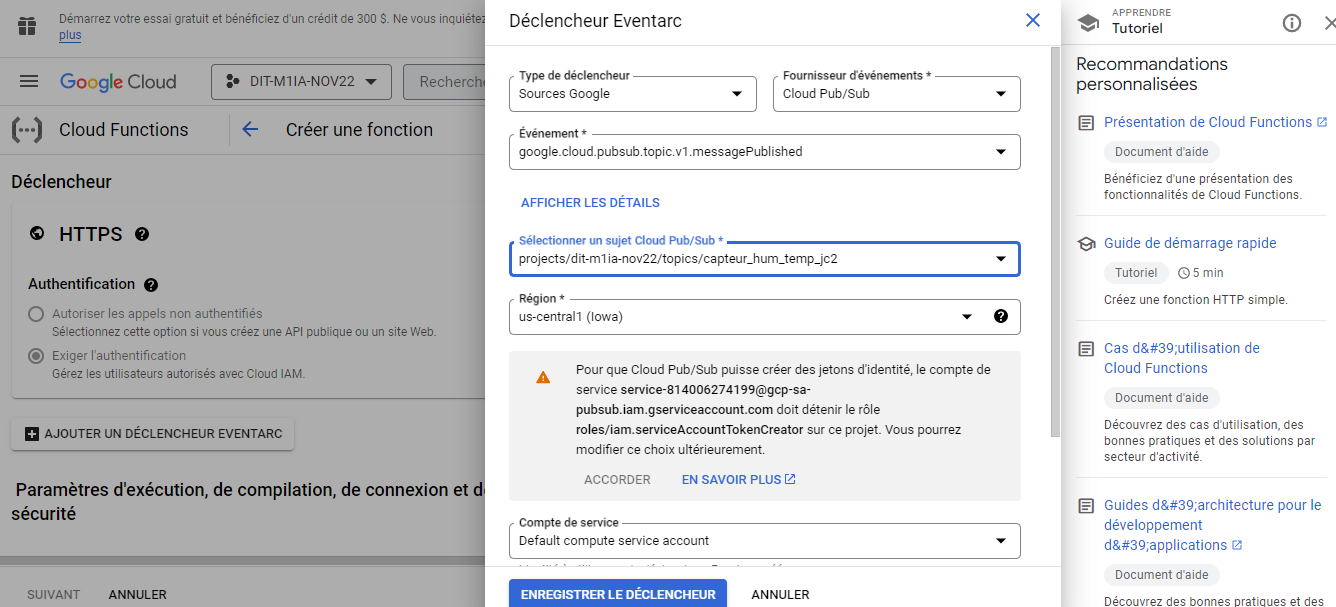 Démarrez votre essai gratuit et bénéficiez d'un crédit de 300 $. Ne vous inquiétez
plus
Google Cloud
DIT-M1IA-NOV22
Recherche
Cloud Functions
Créer une fonction
Déclencheur
HTTPS
Authentification
Autoriser les appels non authentifiés
Sélectionnez cette option si vous créez une API publique ou un site Web.
Exiger l'authentification
Gérez les utilisateurs autorisés avec Cloud IAM.
AJOUTER UN DÉCLENCHEUR EVENTARC
Paramètres d'exécution, de compilation, de connexion et de
sécurité
SUIVANT
ANNULER
Déclencheur Eventarc
Type de déclencheur
Sources Google
Fournisseur d'événements *
Cloud Pub/Sub
Événement *
google.cloud.pubsub.topic.v1.messagePublished
AFFICHER LES DÉTAILS
Sélectionner un sujet Cloud Pub/Sub *
projects/dit-m1ia-nov22/topics/capteur_hum_temp_jc2
Région *
us-central1 (Iowa)
Pour que Cloud Pub/Sub puisse créer des jetons d'identité, le compte de
service service-814006274199@gcp-sa-
pubsub.iam.gserviceaccount.com doit détenir le rôle
roles/iam.serviceAccountTokenCreator sur ce projet. Vous pourrez
modifier ce choix ultérieurement.
ACCORDER
EN SAVOIR PLUS
Compte de service
Default compute service account
ENREGISTRER LE DÉCLENCHEUR
ANNULER
APPRENDRE
Tutoriel
Recommandations
personnalisées
Présentation de Cloud Functions
Document d'aide
Bénéficiez d'une présentation des
fonctionnalités de Cloud Functions.
Guide de démarrage rapide
Tutoriel
5 min
Créez une fonction HTTP simple.
Cas d&#39;utilisation de
Cloud Functions
Document d'aide
Découvrez des cas d'utilisation, des
bonnes pratiques et des solutions par
secteur d'activité.
Guides d&#39;architecture pour le
développement
d&#39;applications
Document d'aide
Découvrez des bonnes pratiques et des